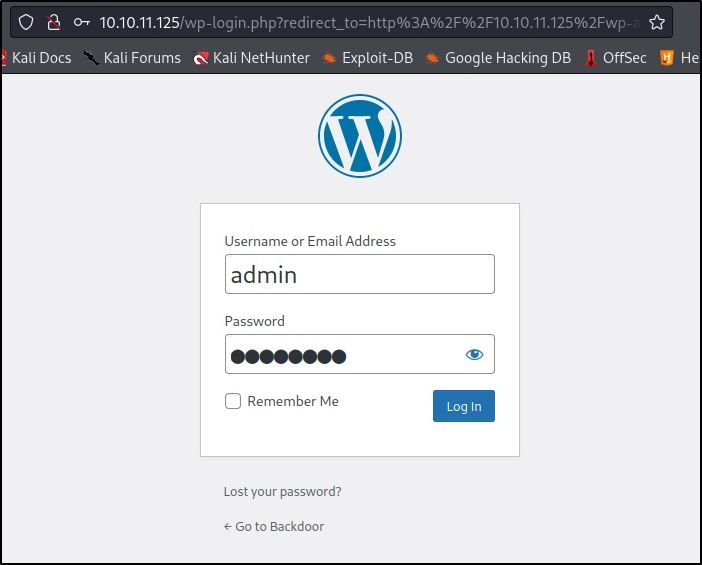 10.10.11.125/wp-login.php?redirect_to=http%3A%2F%2F10.10.11.125%2Fwp-a
Kali Docs Kali Forums Kali NetHunter Exploit-DB Google Hacking DB OffSec He
Username or Email Address
admin
Password
Remember Me Log In
Lost your password?
← Go to Backdoor